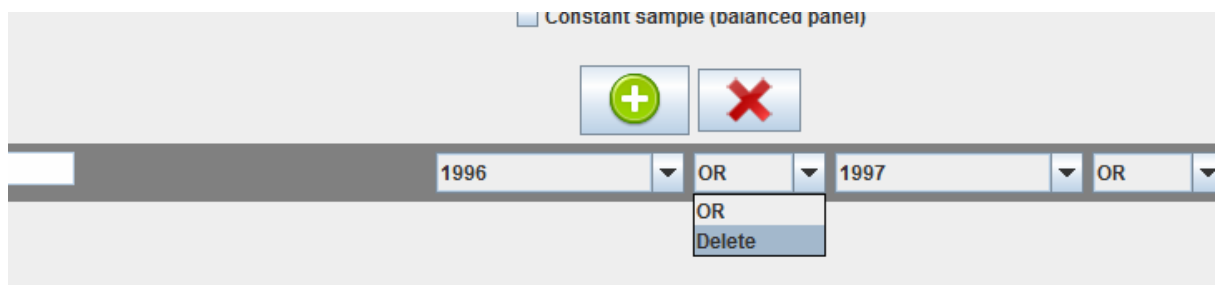 Constant sample (balanced panel)
1996 OR 1997 OR
OR
Delete